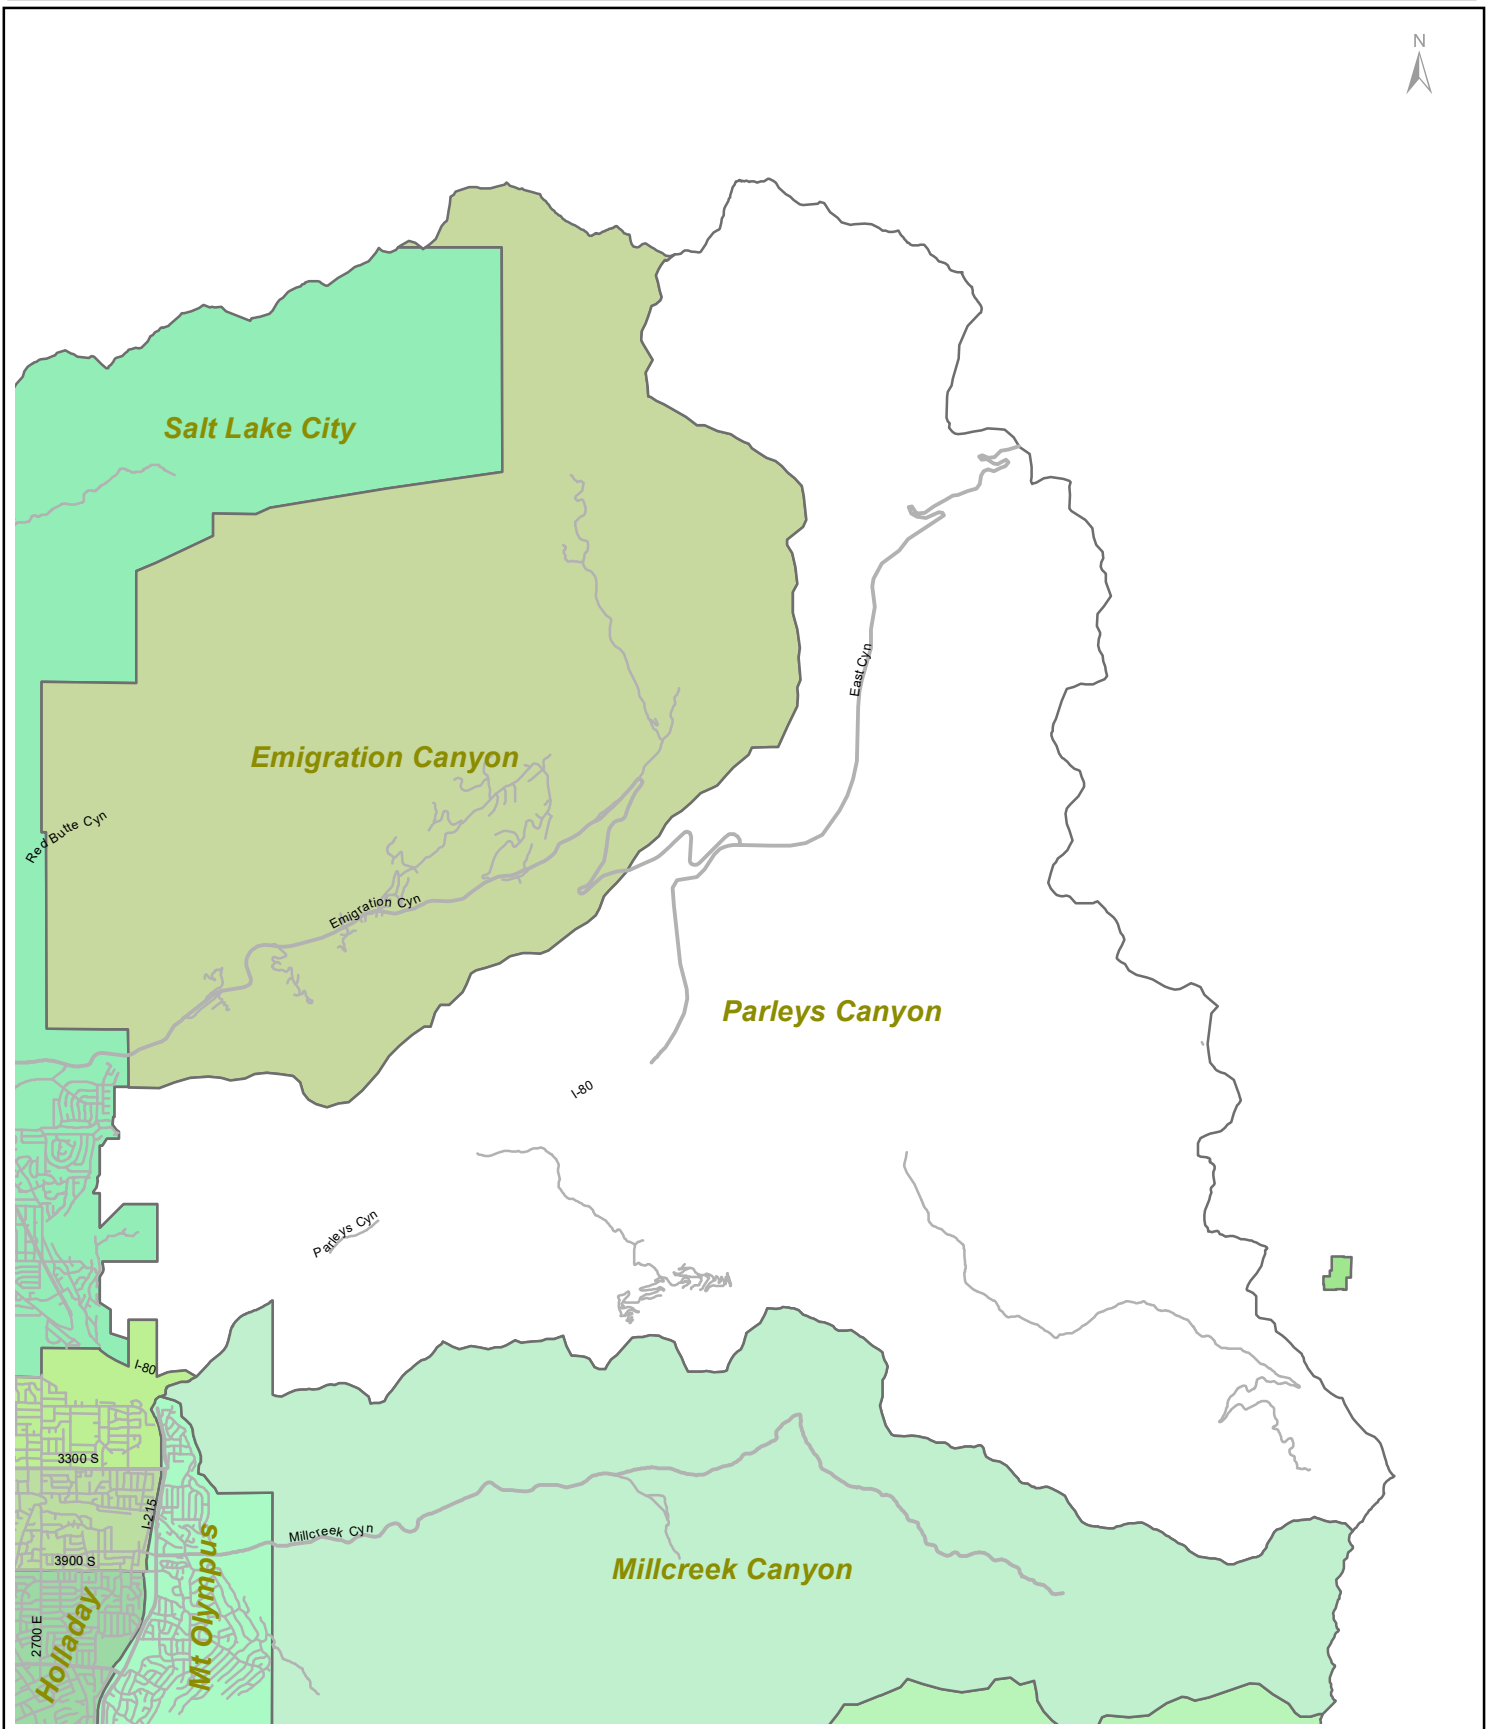 N
Salt Lake City
East Cyn
Emigration Canyon
Red Butte Cyn
Emigration Cyn
Parleys Canyon
I-80
Parleys Cyn
I-80
3300 S
I-215
Millcreek Cyn
3900 S
Millcreek Canyon
2700 E
Holladay
Mt Olympus